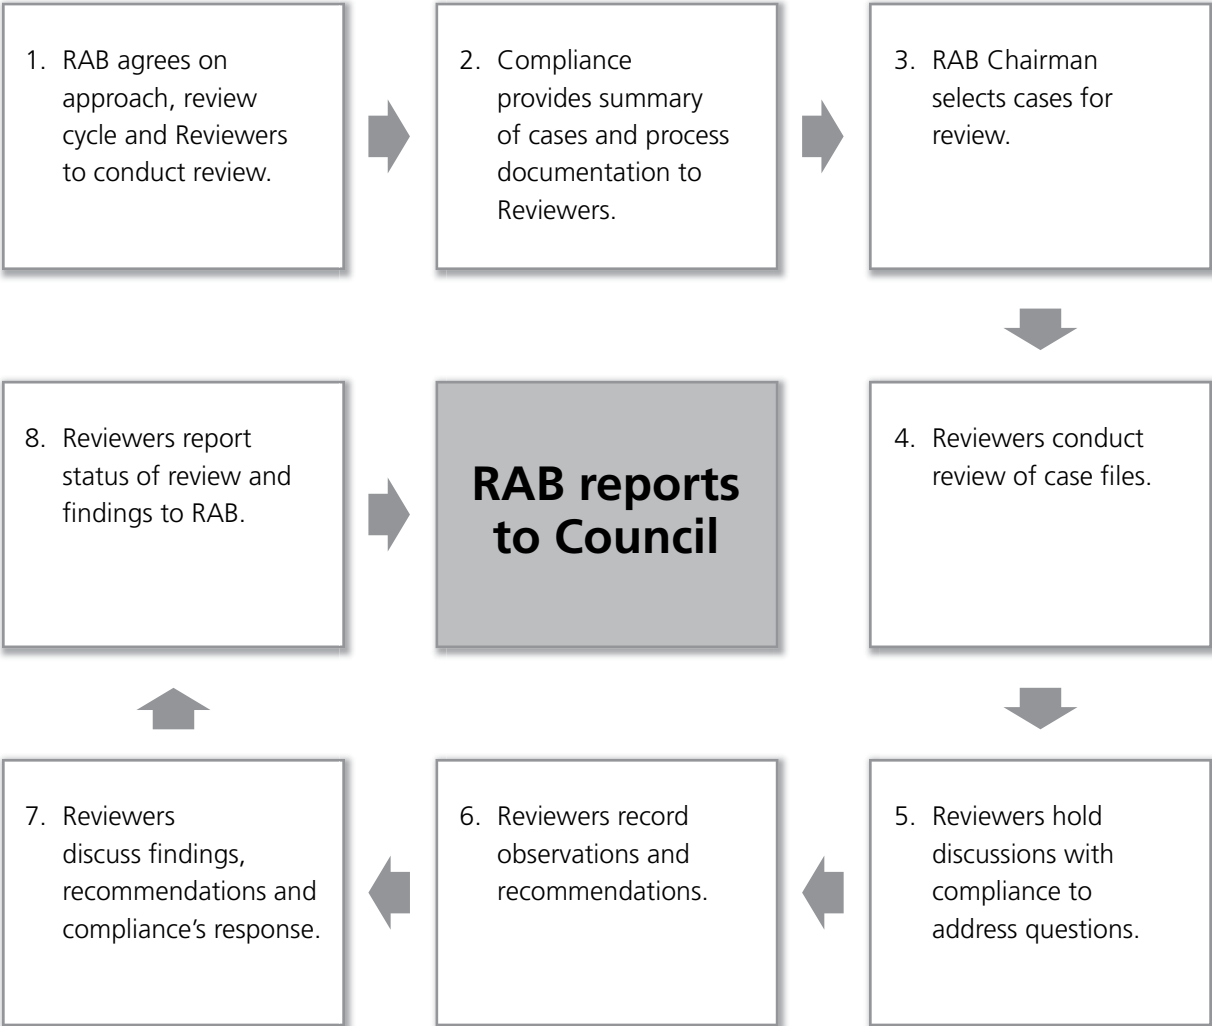 1. RAB agrees on
approach, review
cycle and Reviewers
to conduct review.
2. Compliance
provides summary
of cases and process
documentation to
Reviewers.
3. RAB Chairman
selects cases for
review.
4. Reviewers conduct
review of case files.
5. Reviewers hold
discussions with
compliance to
address questions.
6. Reviewers record
observations and
recommendations.
7. Reviewers
discuss findings,
recommendations and
compliance’s response.
8. Reviewers report
status of review and
findings to RAB.
RAB reports
to Council